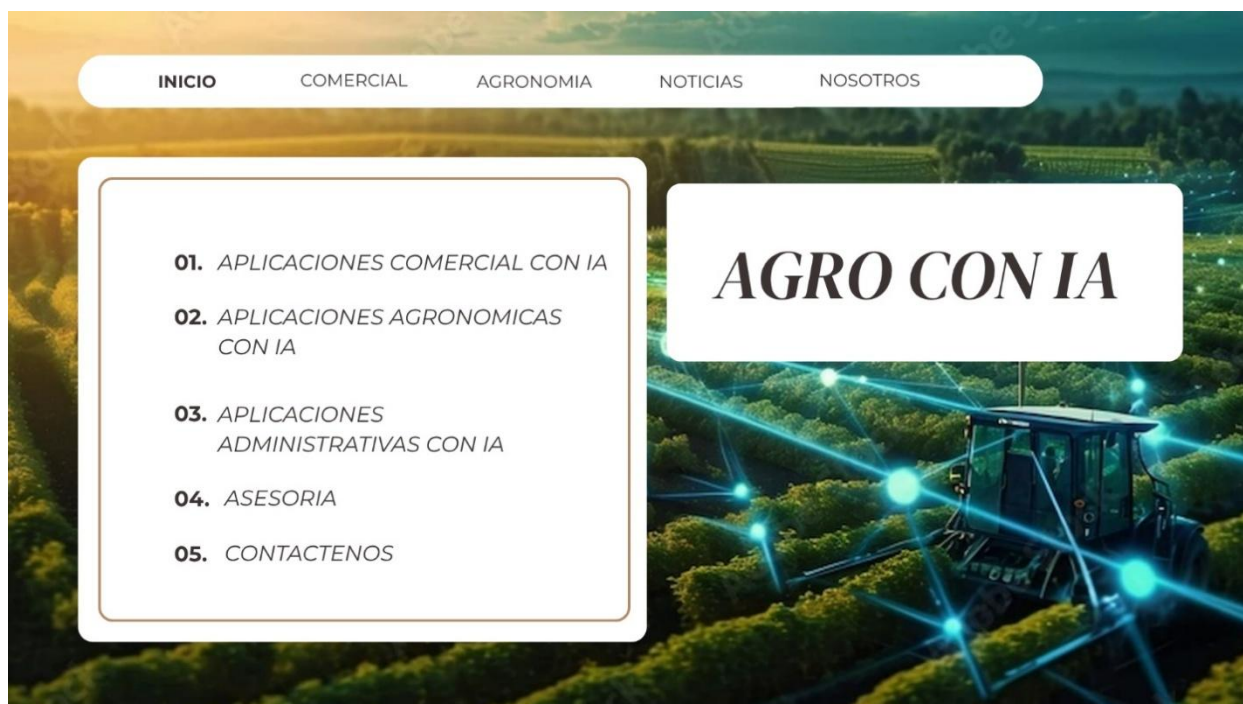 INICIO COMERCIAL AGRONOMIA NOTICIAS NOSOTROS
01. APLICACIONES COMERCIAL CON IA
02. APLICACIONES AGRONOMICAS
CON IA
03. APLICACIONES
ADMINISTRATIVAS CON IA
04. ASESORIA
05. CONTACTENOS
AGRO CON IA